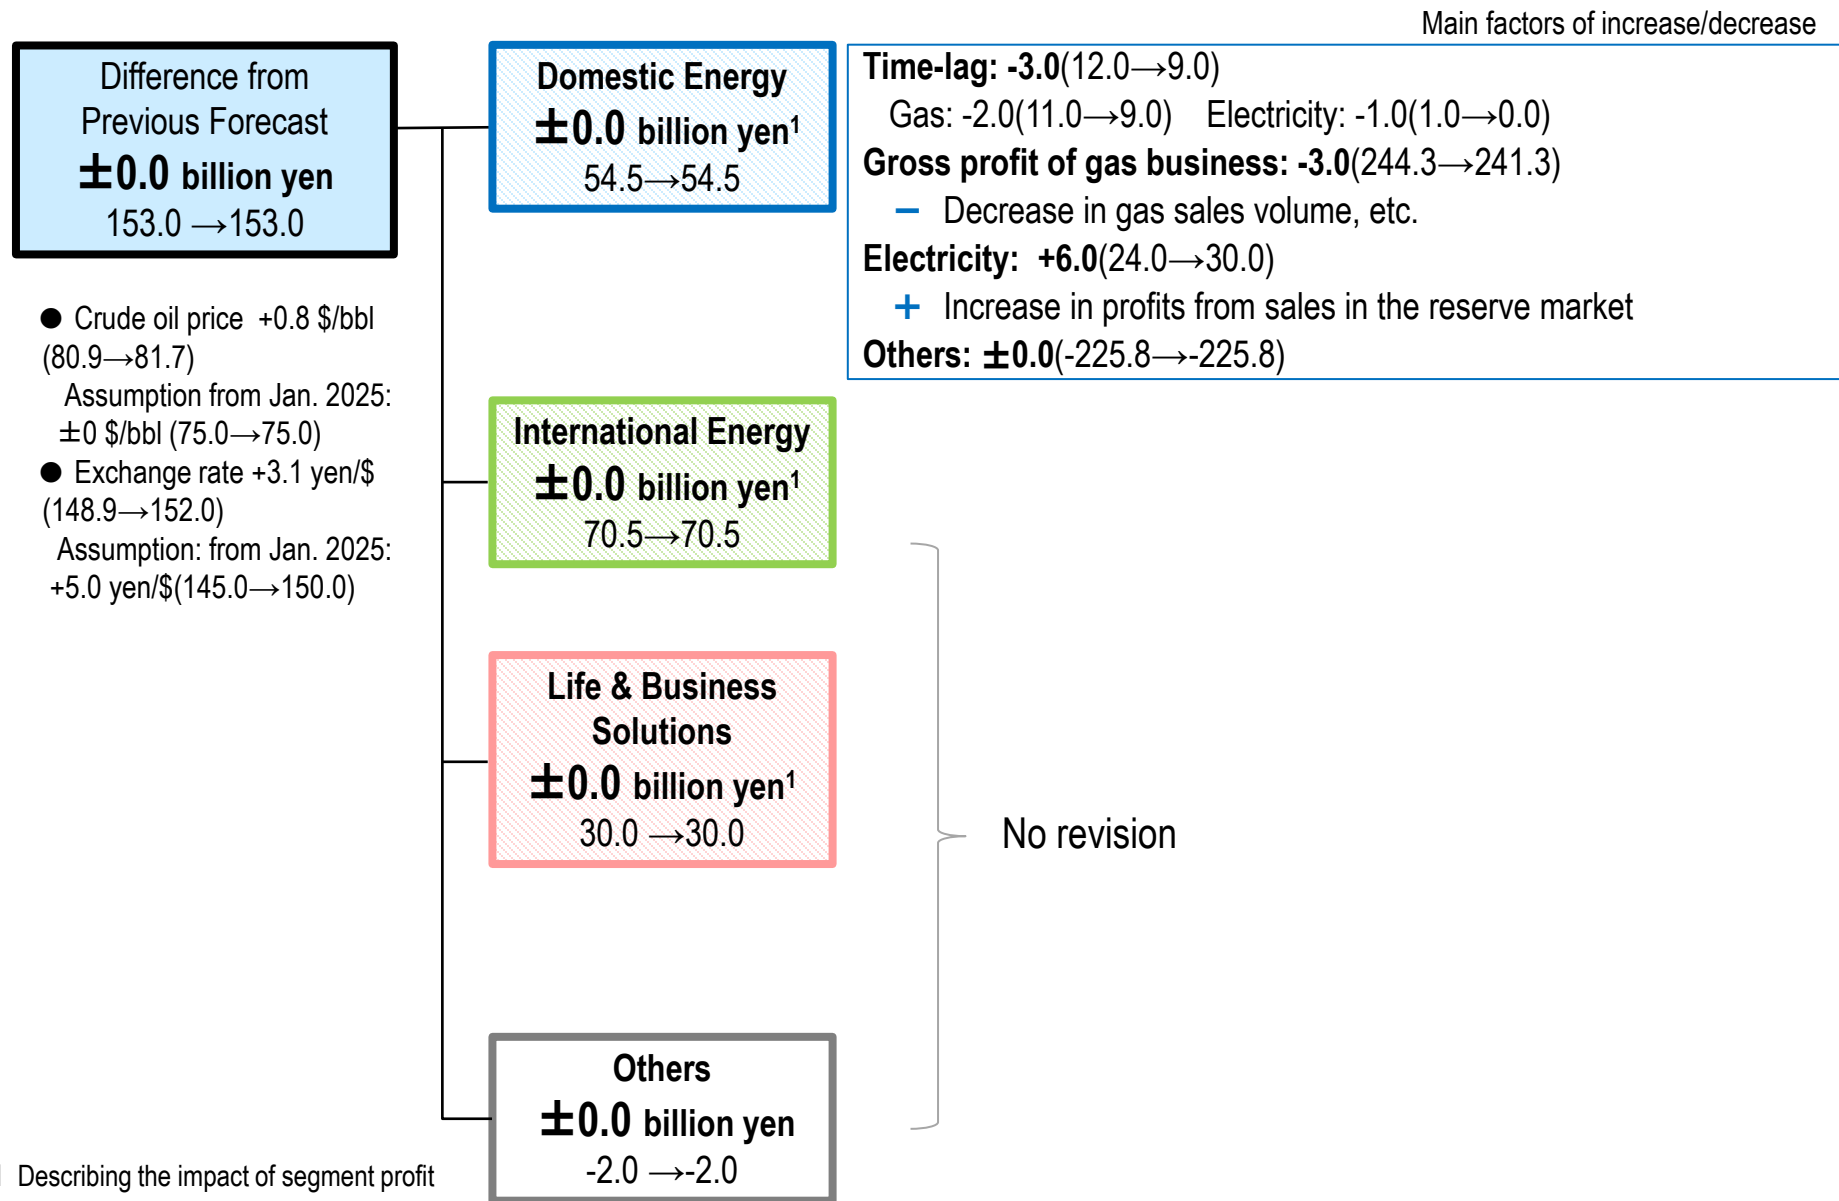 Main factors of increase/decrease
Difference from
Previous Forecast
±0.0 billion yen
153.0 →153.0
● Crude oil price +0.8 $/bbl
(80.9→81.7)
Assumption from Jan. 2025:
±0 $/bbl (75.0→75.0)
● Exchange rate +3.1 yen/$
(148.9→152.0)
Assumption: from Jan. 2025:
+5.0 yen/$(145.0→150.0)
Domestic Energy
±0.0 billion yen¹
54.5→54.5
Time-lag: -3.0(12.0→9.0)
Gas: -2.0(11.0→9.0) Electricity: -1.0(1.0→0.0)
Gross profit of gas business: -3.0(244.3→241.3)
− Decrease in gas sales volume, etc.
Electricity: +6.0(24.0→30.0)
+ Increase in profits from sales in the reserve market
Others: ±0.0(-225.8→-225.8)
International Energy
±0.0 billion yen¹
70.5→70.5
Life & Business
Solutions
±0.0 billion yen¹
30.0 →30.0
No revision
Others
±0.0 billion yen
-2.0 →-2.0
Describing the impact of segment profit